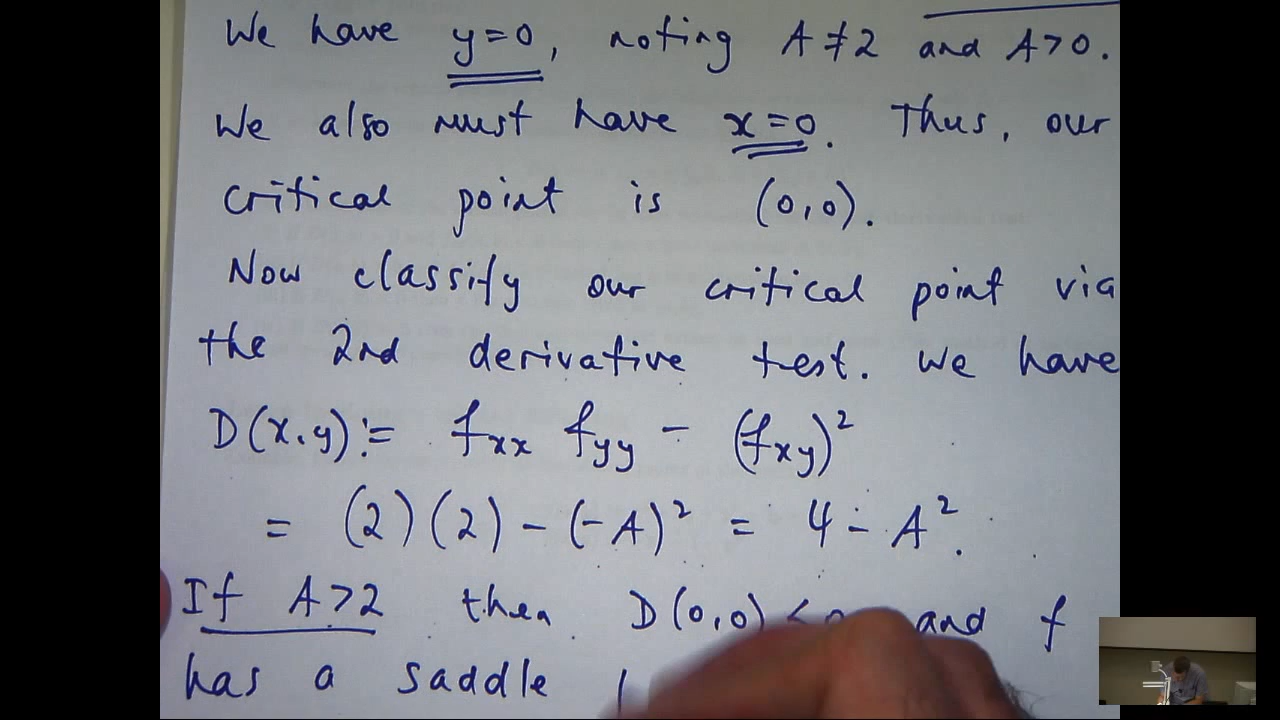 We have y=0, noting A≠2 and A>0.
We also must have x=0. Thus, our
critical point is (0,0).
Now classify our critical point via
the 2nd derivative test. We have
D(x,y):= fxx fyy - (fxy)²
= (2)(2) - (-A)² = 4 - A².
If A>2 then D(0,0) < and f
has a saddle